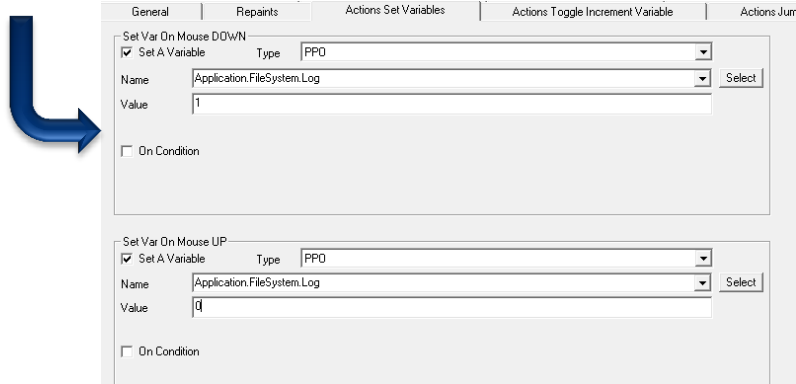 General Repaints Actions Set Variables Actions Toggle Increment Variable Actions Jum
Set Var On Mouse DOWN
Set A Variable Type PPO
Name Application.FileSystem.Log Select
Value 1
On Condition
Set Var On Mouse UP
Set A Variable Type PPO
Name Application.FileSystem.Log Select
Value 0
On Condition